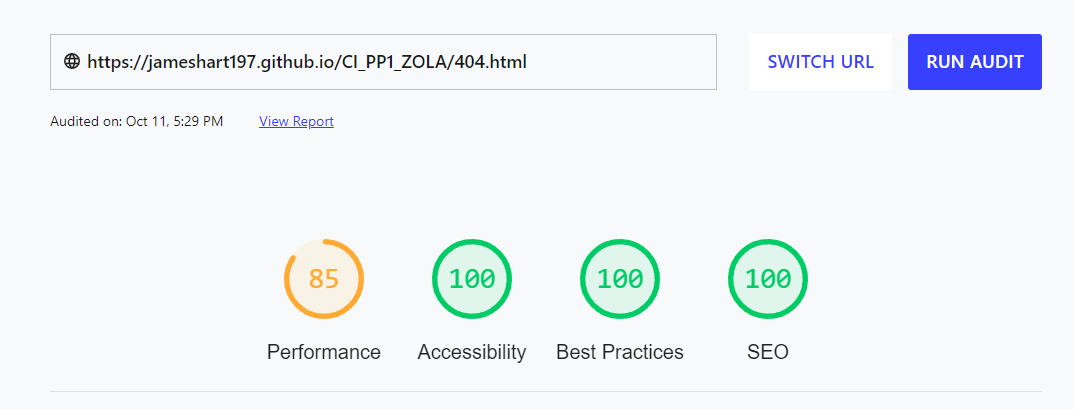 https://jameshart197.github.io/CI_PP1_ZOLA/404.html SWITCH URL RUN AUDIT
Audited on: Oct 11, 5:29 PM View Report
85 100 100 100
Performance Accessibility Best Practices SEO